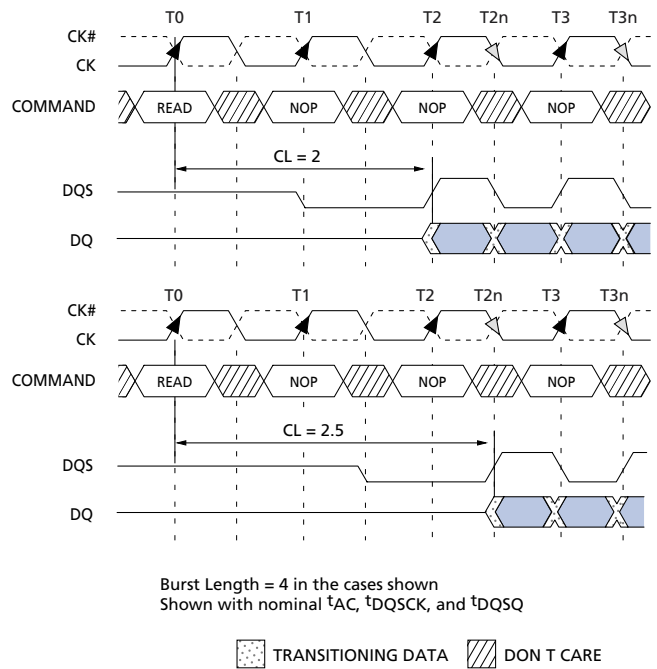 T0 T1 T2 T2n T3 T3n
CK#
CK
COMMAND READ NOP NOP NOP
CL = 2
DQS
DQ
T0 T1 T2 T2n T3 T3n
CK#
CK
COMMAND READ NOP NOP NOP
CL = 2.5
DQS
DQ
Burst Length = 4 in the cases shown
Shown with nominal tAC, tDQSCK, and tDQSQ
TRANSITIONING DATA DON T CARE